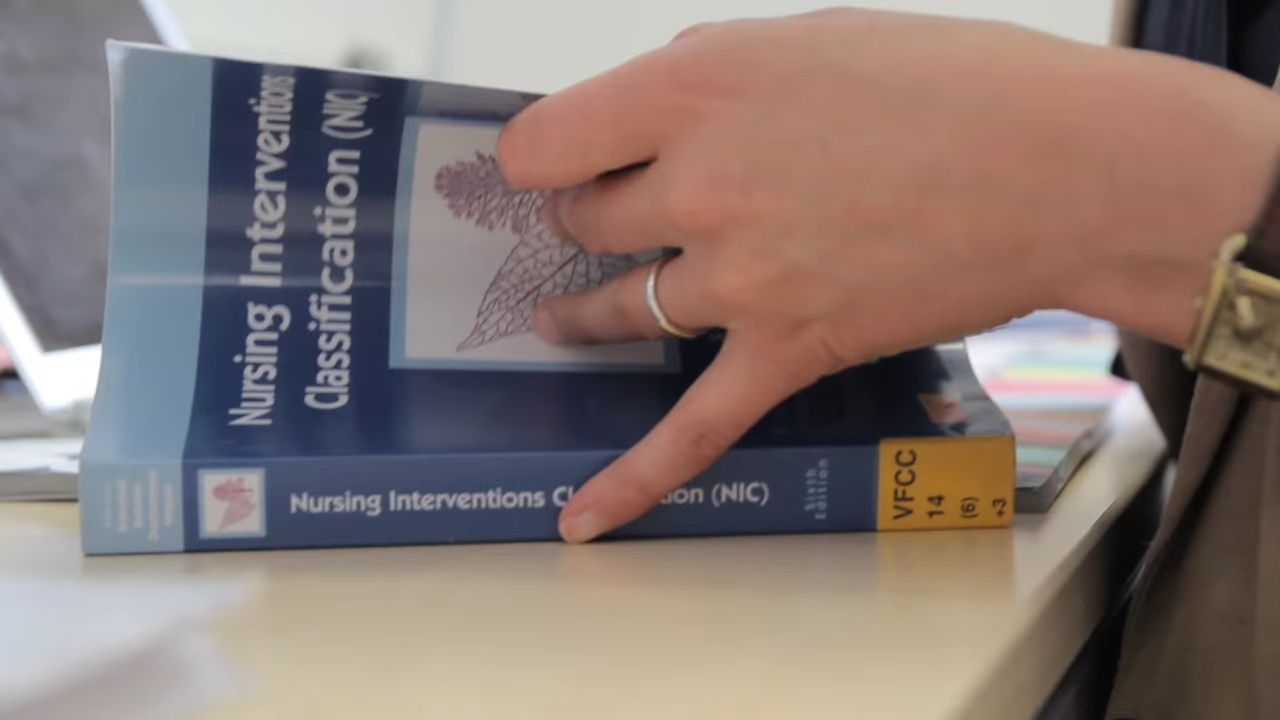 Nursing Interventions
Classification (NIC)
Nursing Interventions Cl ion (NIC)
Sixth
Edition
VFCC
14
(6)
+3